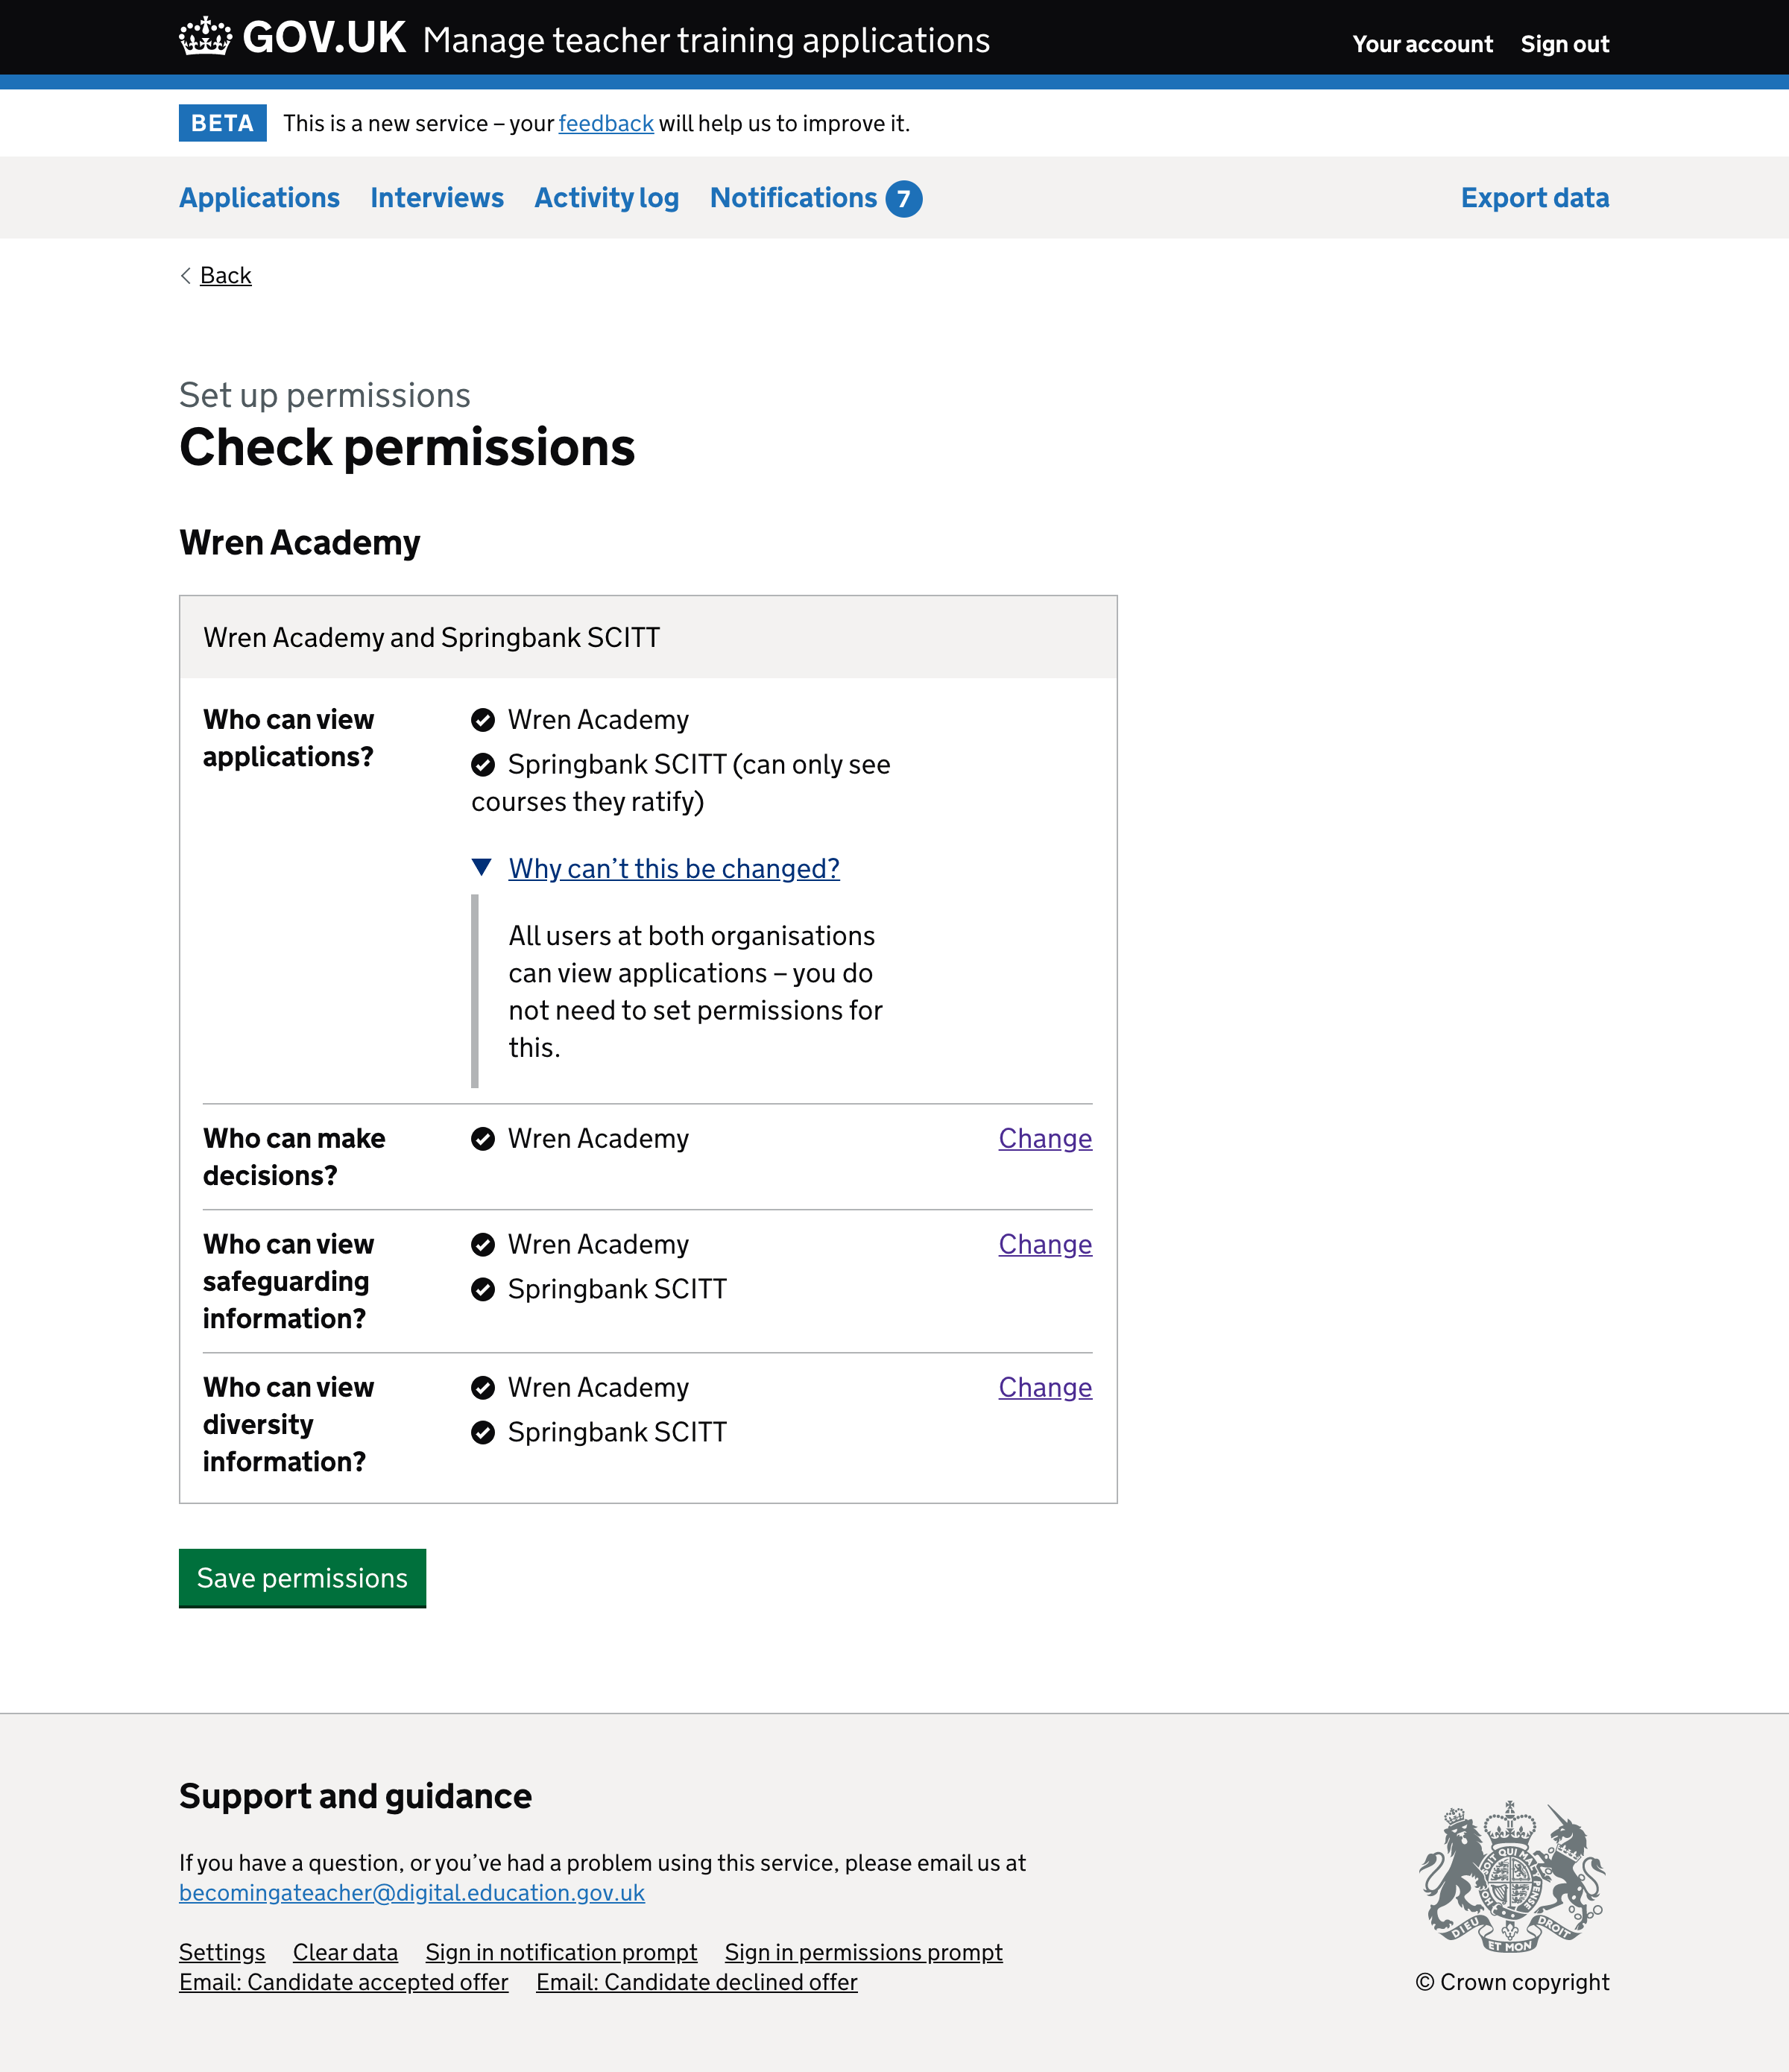 GOV.UK Manage teacher training applications Your account Sign out
BETA This is a new service – your feedback will help us to improve it.
Applications Interviews Activity log Notifications 7 Export data
Back
Set up permissions
Check permissions
Wren Academy
Wren Academy and Springbank SCITT
Who can view
applications?
Wren Academy
Springbank SCITT (can only see
courses they ratify)
Why can’t this be changed?
All users at both organisations
can view applications – you do
not need to set permissions for
this.
Who can make
decisions?
Wren Academy
Change
Who can view
safeguarding
information?
Wren Academy
Springbank SCITT
Change
Who can view
diversity
information?
Wren Academy
Springbank SCITT
Change
Save permissions
Support and guidance
If you have a question, or you’ve had a problem using this service, please email us at
becomingateacher@digital.education.gov.uk
Settings Clear data Sign in notification prompt Sign in permissions prompt
Email: Candidate accepted offer Email: Candidate declined offer
DIEU ET MON DROIT
© Crown copyright